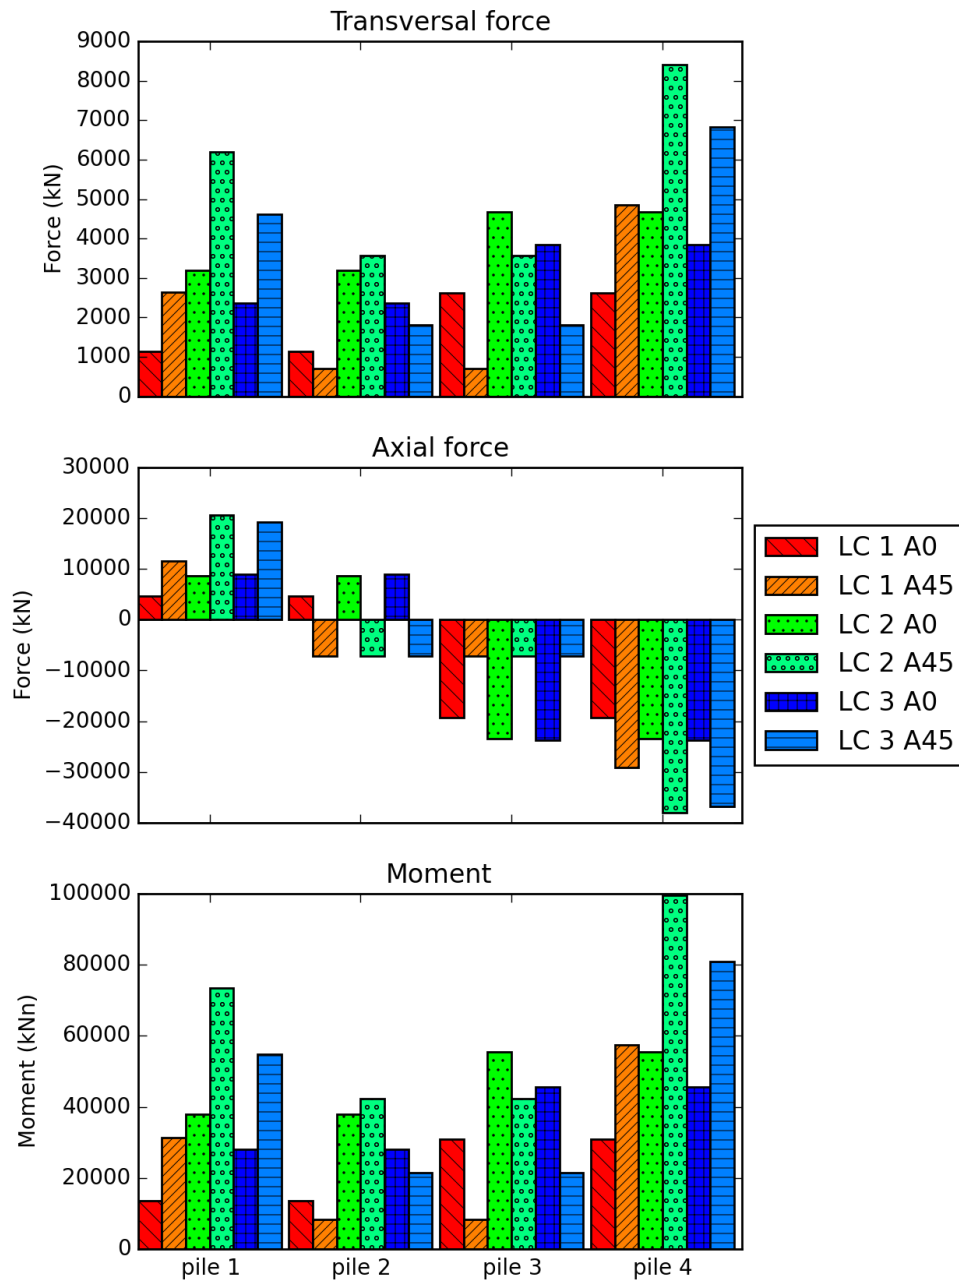 Transversal force
9000
8000
7000
6000
5000
4000
3000
2000
1000
0
Force (kN)
Axial force
30000
20000
10000
0
−10000
−20000
−30000
−40000
Force (kN)
LC 1 A0
LC 1 A45
LC 2 A0
LC 2 A45
LC 3 A0
LC 3 A45
Moment
100000
80000
60000
40000
20000
0
Moment (kNn)
pile 1 pile 2 pile 3 pile 4